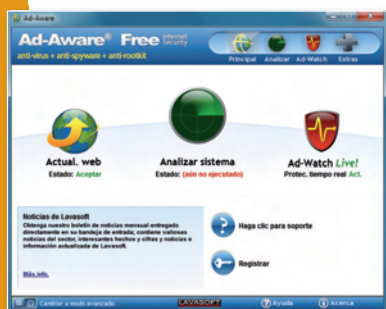 Ad-Aware
Ad-Aware® Free Internet Security
anti-virus + anti-spyware + anti-rootkit
Principal Analizar Ad-Watch Extras
Actual. web
Estado: Aceptar
Analizar sistema
Estado: (aún no ejecutado)
Ad-Watch Live!
Protec. tiempo real Act.
Noticias de Lavasoft
Obtenga nuestro boletín de noticias mensual entregado
directamente en su bandeja de entrada; contiene valiosas
noticias del sector, interesantes hechos y cifras y noticias e
información actualizada de Lavasoft.
Más info.
Haga clic para soporte
Registrar
Cambiar a modo avanzado
LAVASOFT
Ayuda
Acerca